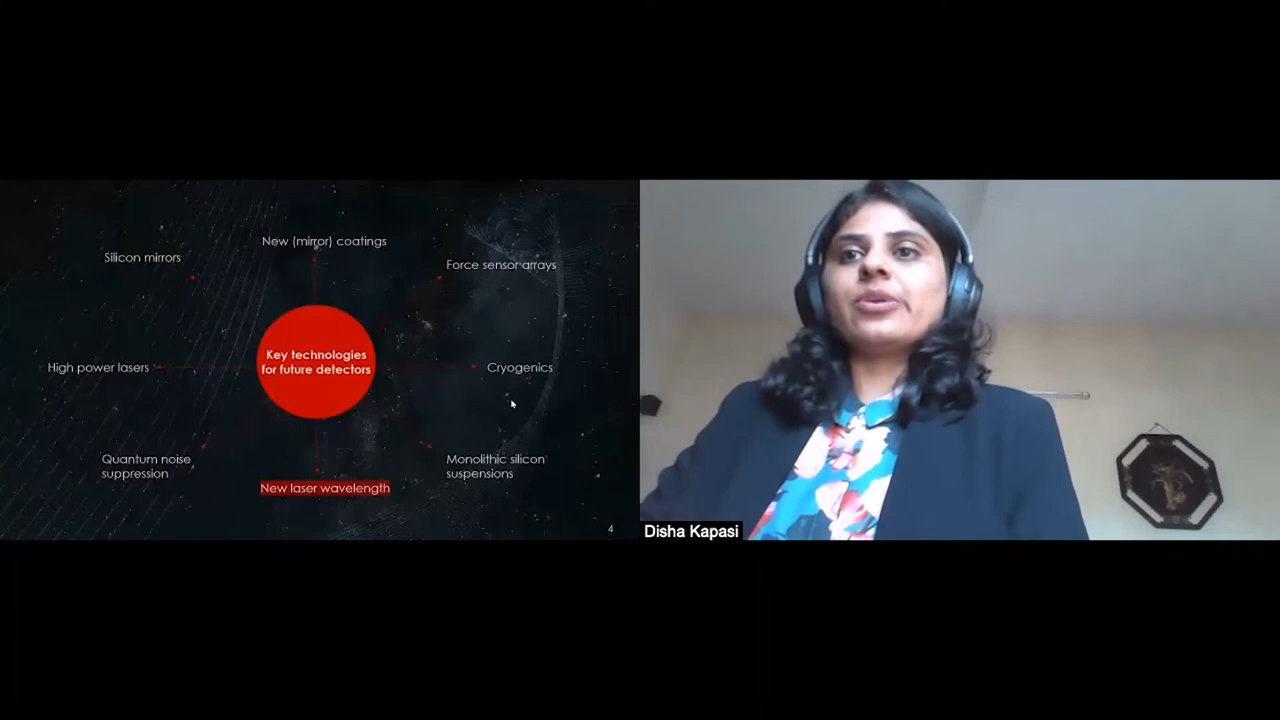 New (mirror) coatings
Silicon mirrors
Force sensor arrays
Key technologies
for future detectors
High power lasers
Cryogenics
Quantum noise
suppression
Monolithic silicon
suspensions
New laser wavelength
4
Disha Kapasi